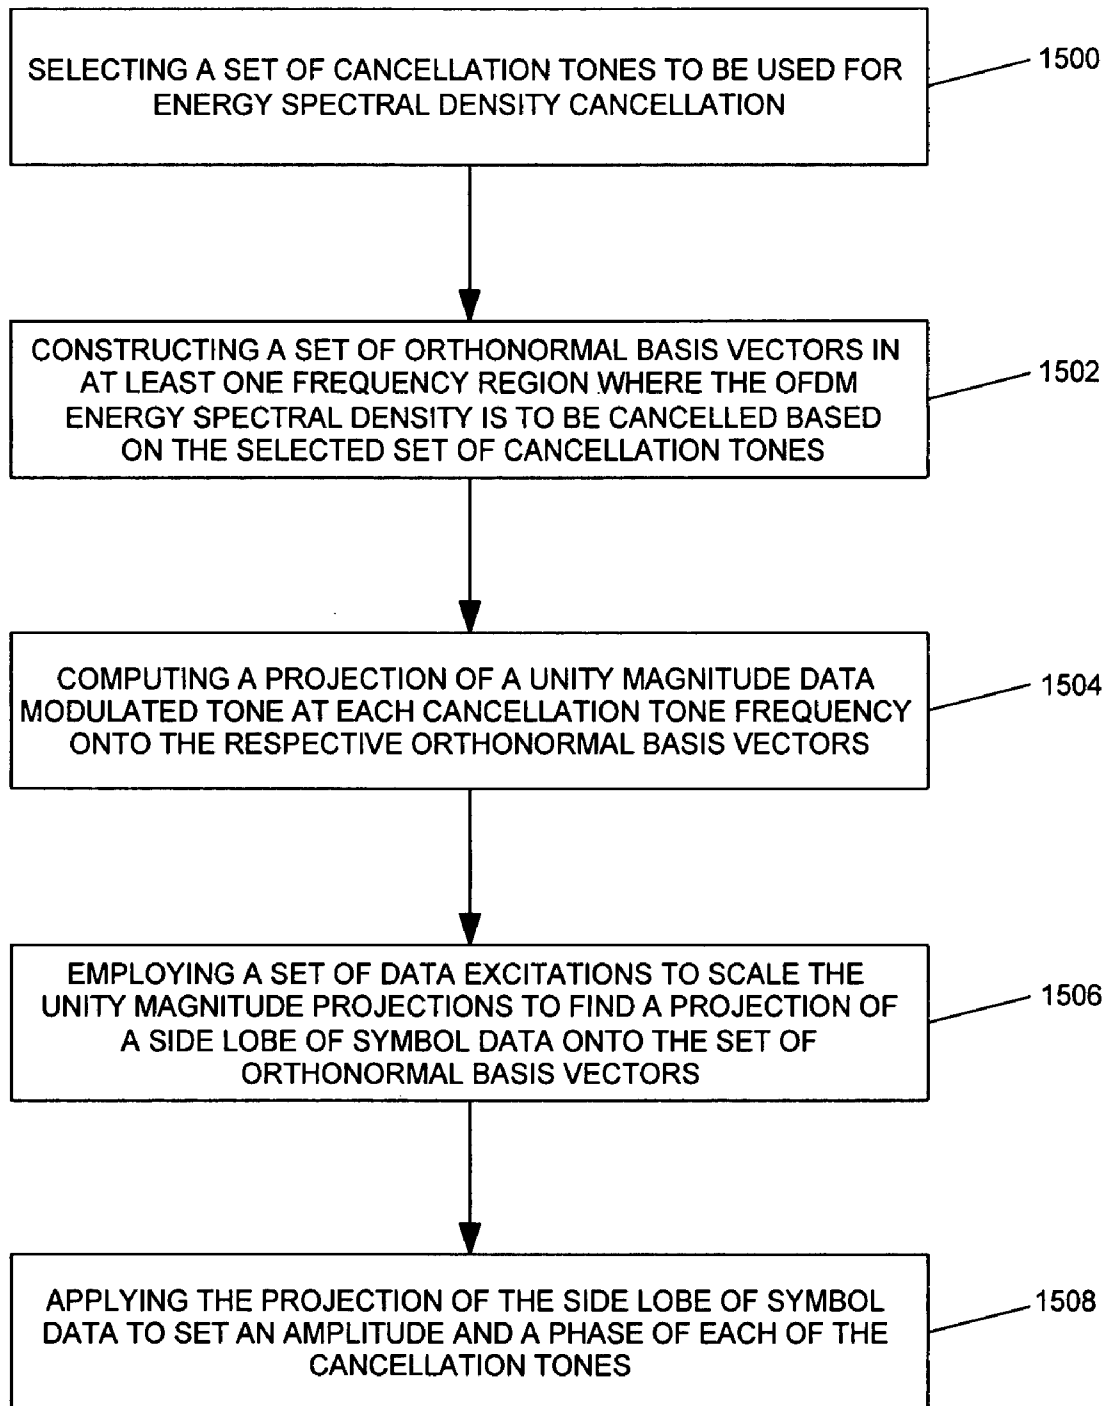 SELECTING A SET OF CANCELLATION TONES TO BE USED FOR
ENERGY SPECTRAL DENSITY CANCELLATION
1500
CONSTRUCTING A SET OF ORTHONORMAL BASIS VECTORS IN
AT LEAST ONE FREQUENCY REGION WHERE THE OFDM
ENERGY SPECTRAL DENSITY IS TO BE CANCELLED BASED
ON THE SELECTED SET OF CANCELLATION TONES
1502
COMPUTING A PROJECTION OF A UNITY MAGNITUDE DATA
MODULATED TONE AT EACH CANCELLATION TONE FREQUENCY
ONTO THE RESPECTIVE ORTHONORMAL BASIS VECTORS
1504
EMPLOYING A SET OF DATA EXCITATIONS TO SCALE THE
UNITY MAGNITUDE PROJECTIONS TO FIND A PROJECTION OF
A SIDE LOBE OF SYMBOL DATA ONTO THE SET OF
ORTHONORMAL BASIS VECTORS
1506
APPLYING THE PROJECTION OF THE SIDE LOBE OF SYMBOL
DATA TO SET AN AMPLITUDE AND A PHASE OF EACH OF THE
CANCELLATION TONES
1508